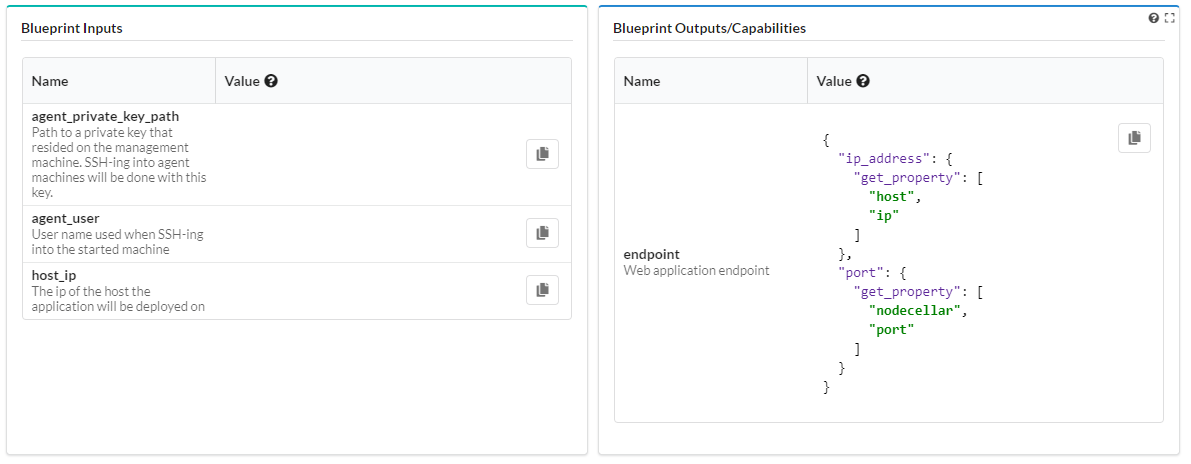 Blueprint Inputs
Name
Value
agent_private_key_path
Path to a private key that
resided on the management
machine. SSH-ing into agent
machines will be done with this
key.
agent_user
User name used when SSH-ing
into the started machine
host_ip
The ip of the host the
application will be deployed on
Blueprint Outputs/Capabilities
Name
Value
endpoint
Web application endpoint
{
"ip_address": {
"get_property": [
"host",
"ip"
]
},
"port": {
"get_property": [
"nodecellar",
"port"
]
}
}